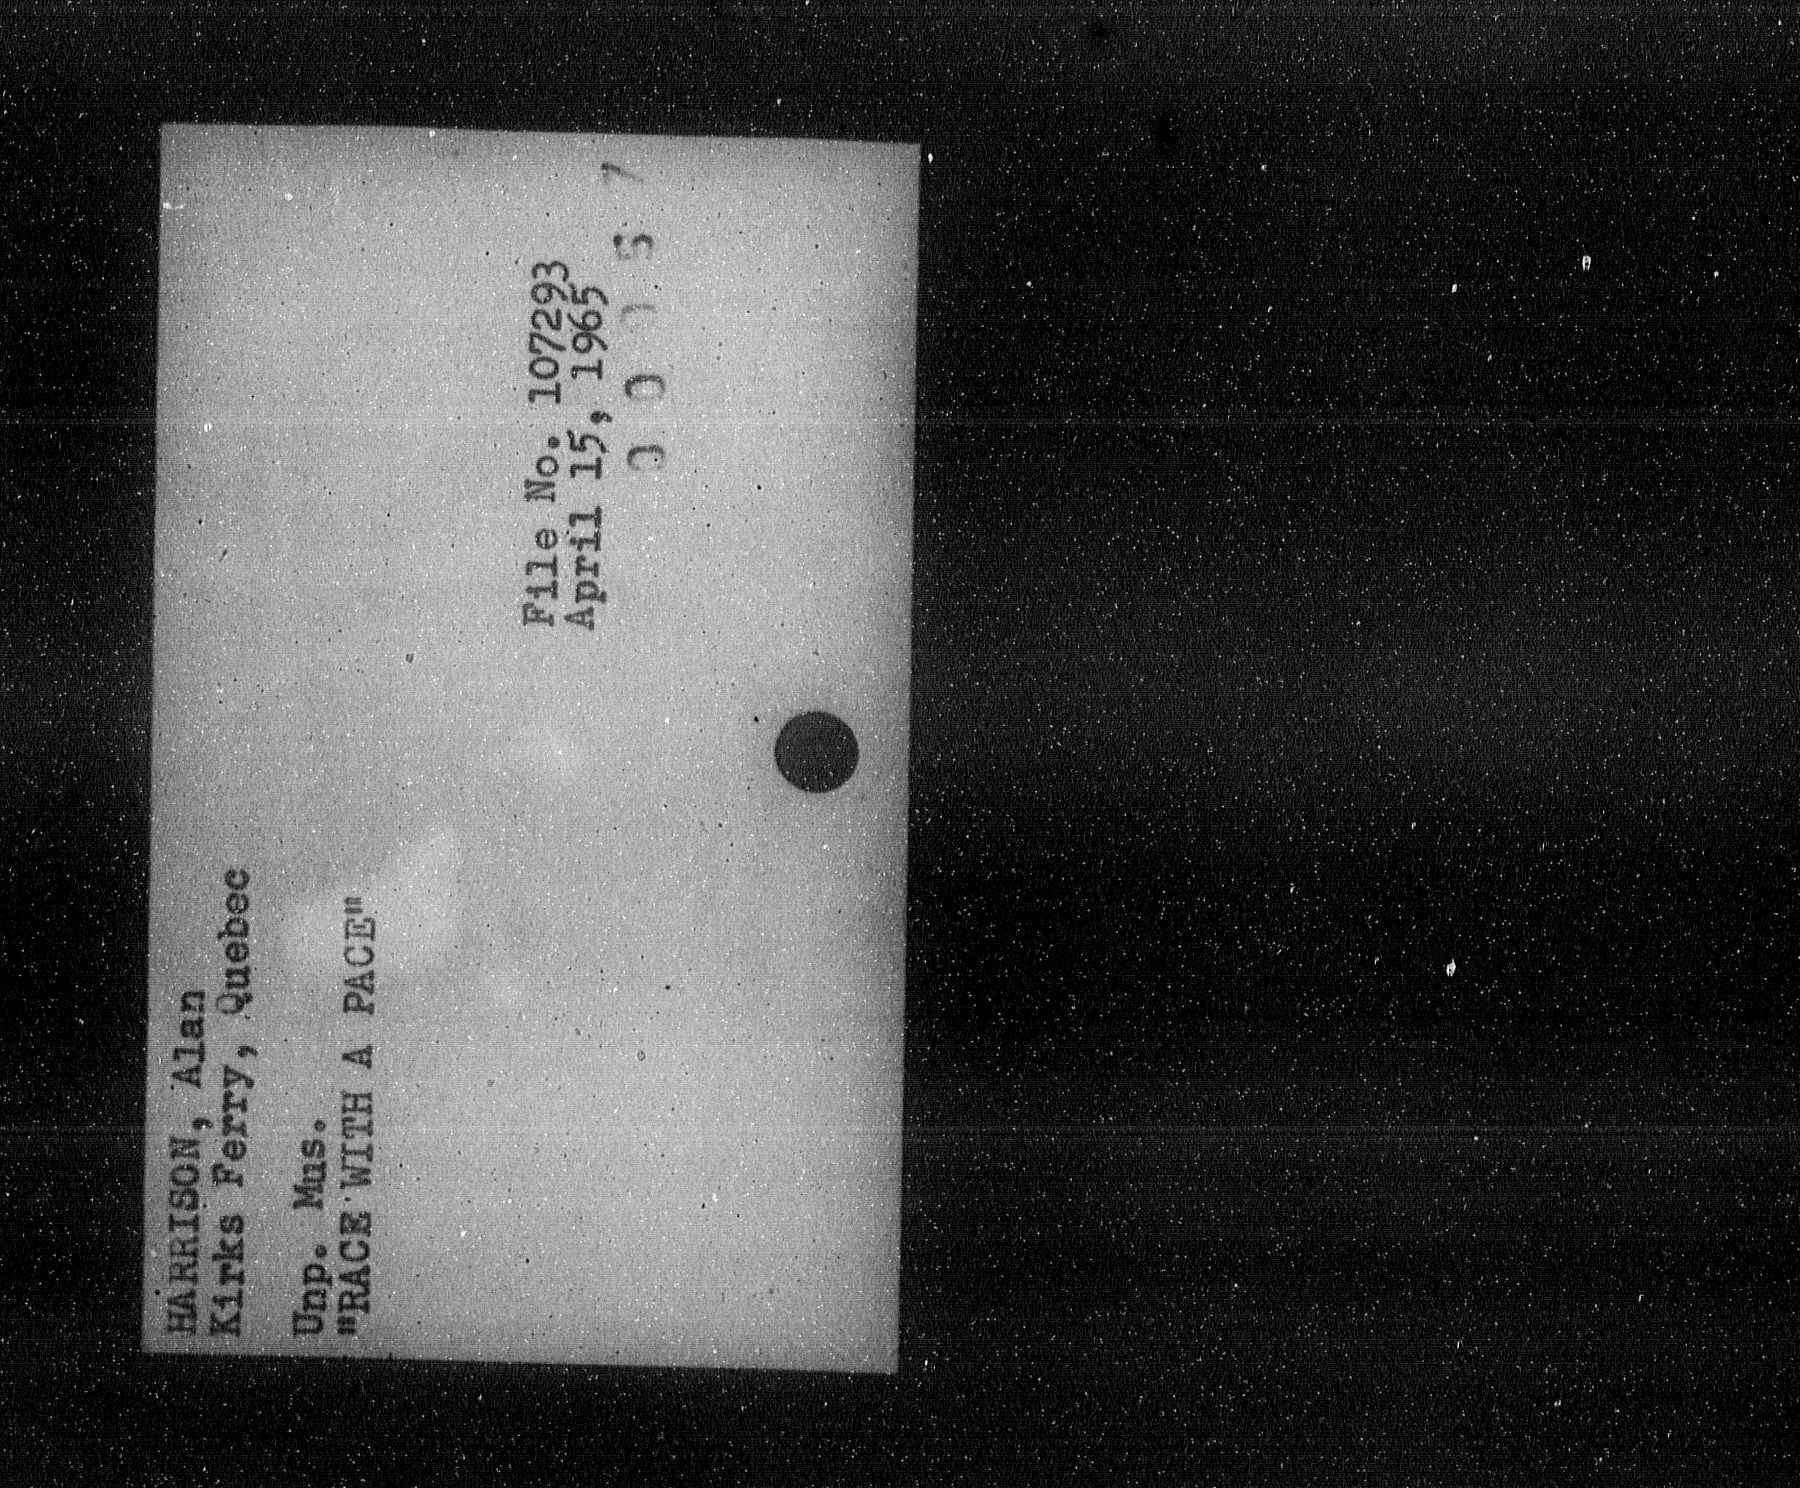 HARRISON, Alan
Kirks Ferry, Quebec
Unp. Mus.
"RACE WITH A PACE"
File No. 107293
April 15, 1965